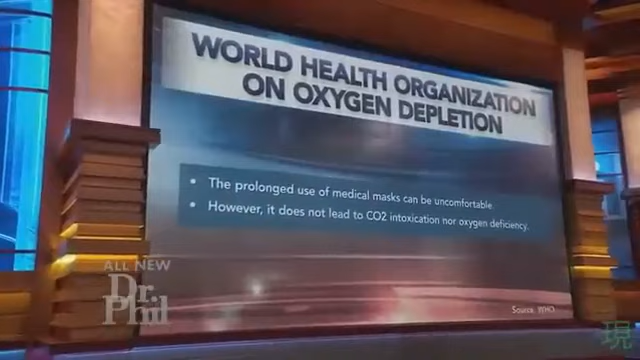 WORLD HEALTH ORGANIZATION
ON OXYGEN DEPLETION
• The prolonged use of medical masks can be uncomfortable.
• However, it does not lead to CO2 intoxication nor oxygen deficiency.
ALL NEW
Dr.
Phil
Source: WHO
現